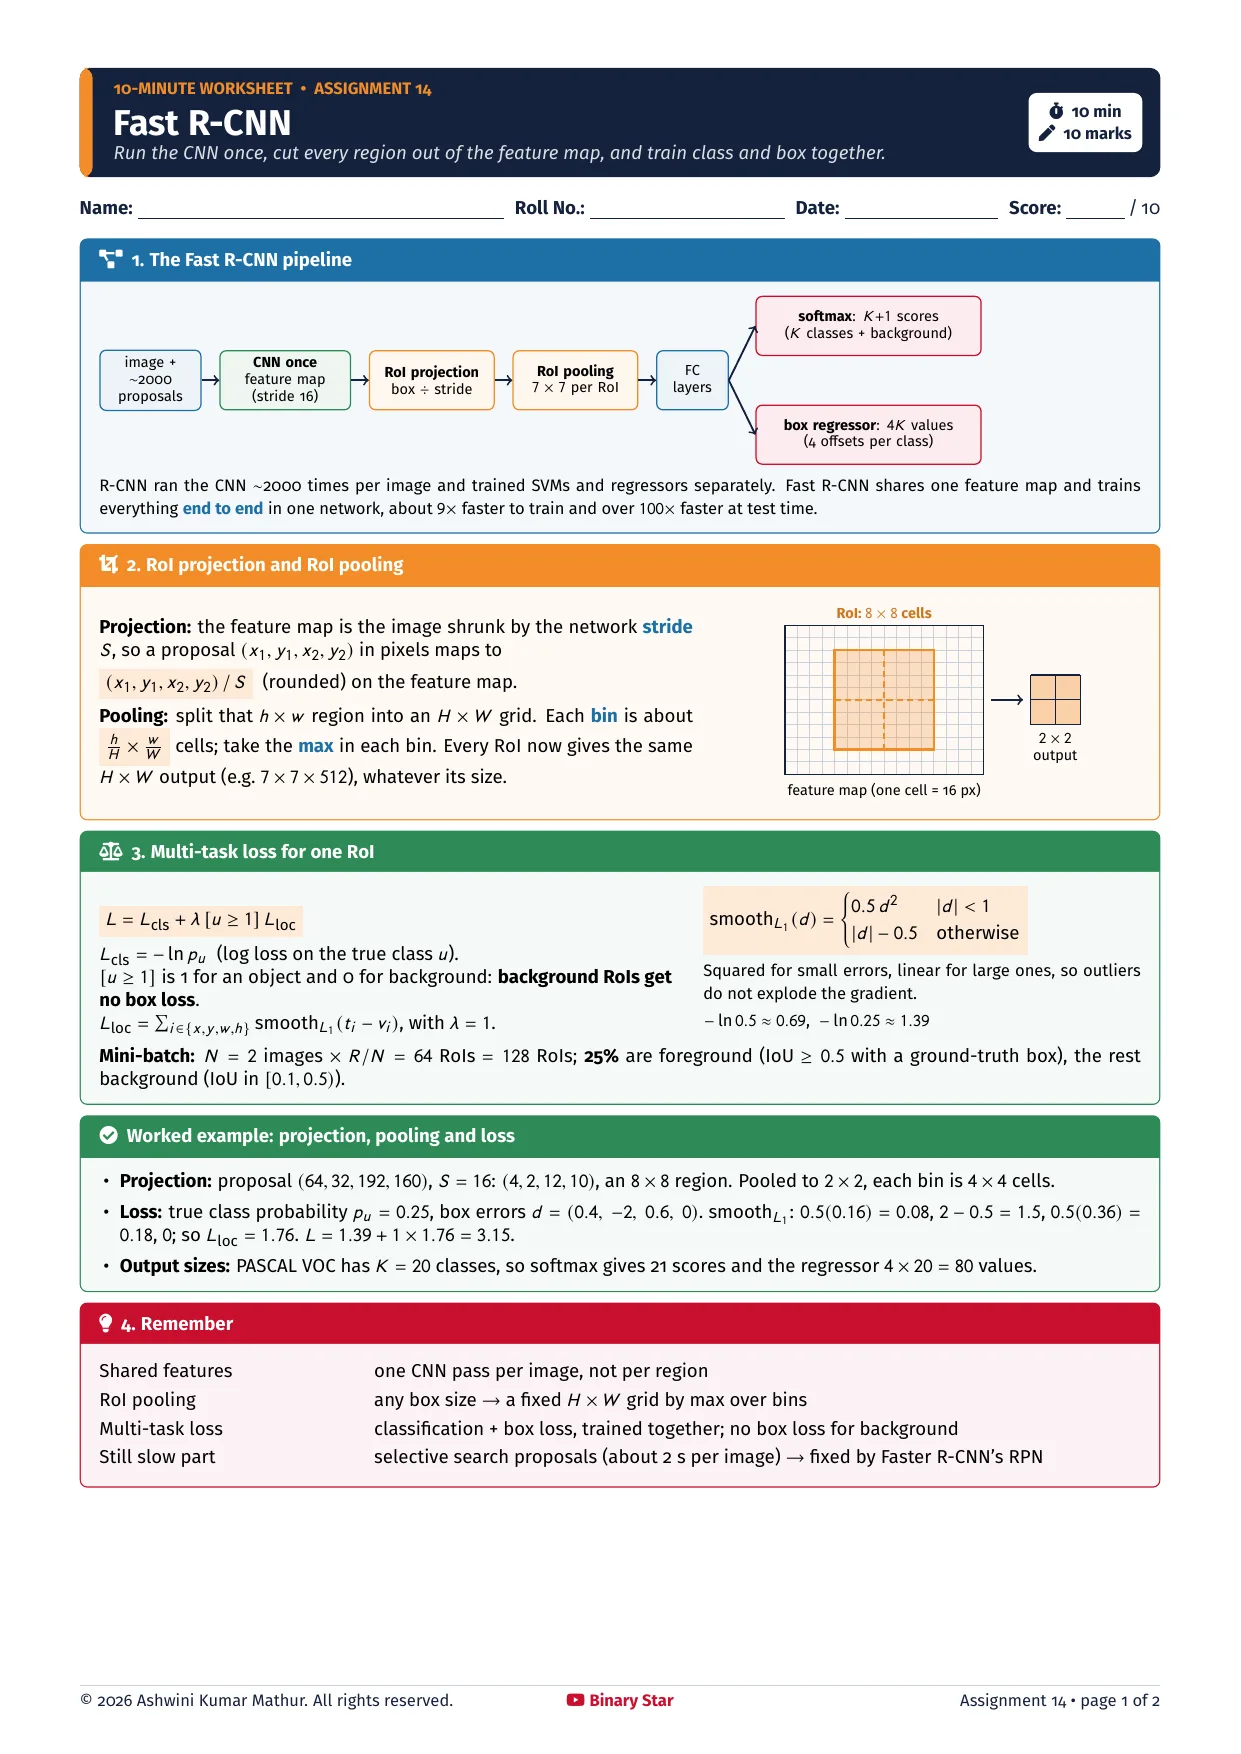 10-MINUTE WORKSHEET • ASSIGNMENT 14
Fast R-CNN
Run the CNN once, cut every region out of the feature map, and train class and box together.
10 min
10 marks
Name: Roll No.: Date: Score: / 10
1. The Fast R-CNN pipeline
image +
~2000
proposals
CNN once
feature map
(stride 16)
RoI projection
box ÷ stride
RoI pooling
7 × 7 per RoI
FC
layers
softmax: K+1 scores
(K classes + background)
box regressor: 4K values
(4 offsets per class)
R-CNN ran the CNN ~2000 times per image and trained SVMs and regressors separately. Fast R-CNN shares one feature map and trains
everything end to end in one network, about 9× faster to train and over 100× faster at test time.
2. RoI projection and RoI pooling
Projection: the feature map is the image shrunk by the network stride
S, so a proposal (x₁, y₁, x₂, y₂) in pixels maps to
(x₁, y₁, x₂, y₂) / S (rounded) on the feature map.
Pooling: split that h × w region into an H × W grid. Each bin is about
h/H × w/W cells; take the max in each bin. Every RoI now gives the same
H × W output (e.g. 7 × 7 × 512), whatever its size.
RoI: 8 × 8 cells
2 × 2
output
feature map (one cell = 16 px)
3. Multi-task loss for one RoI
L = L_cls + λ [u ≥ 1] L_loc
L_cls = − ln p_u (log loss on the true class u).
[u ≥ 1] is 1 for an object and 0 for background: background RoIs get
no box loss.
L_loc = ∑_{i∈{x,y,w,h}} smooth_{L₁}(t_i − v_i), with λ = 1.
smooth_{L₁}(d) = { 0.5 d² |d| < 1
|d| − 0.5 otherwise
Squared for small errors, linear for large ones, so outliers
do not explode the gradient.
− ln 0.5 ≈ 0.69, − ln 0.25 ≈ 1.39
Mini-batch: N = 2 images × R/N = 64 RoIs = 128 RoIs; 25% are foreground (IoU ≥ 0.5 with a ground-truth box), the rest
background (IoU in [0.1, 0.5)).
Worked example: projection, pooling and loss
• Projection: proposal (64, 32, 192, 160), S = 16: (4, 2, 12, 10), an 8 × 8 region. Pooled to 2 × 2, each bin is 4 × 4 cells.
• Loss: true class probability p_u = 0.25, box errors d = (0.4, −2, 0.6, 0). smooth_{L₁}: 0.5(0.16) = 0.08, 2 − 0.5 = 1.5, 0.5(0.36) =
0.18, 0; so L_loc = 1.76. L = 1.39 + 1 × 1.76 = 3.15.
• Output sizes: PASCAL VOC has K = 20 classes, so softmax gives 21 scores and the regressor 4 × 20 = 80 values.
4. Remember
Shared features one CNN pass per image, not per region
RoI pooling any box size → a fixed H × W grid by max over bins
Multi-task loss classification + box loss, trained together; no box loss for background
Still slow part selective search proposals (about 2 s per image) → fixed by Faster R-CNN’s RPN
© 2026 Ashwini Kumar Mathur. All rights reserved. Binary Star Assignment 14 • page 1 of 2